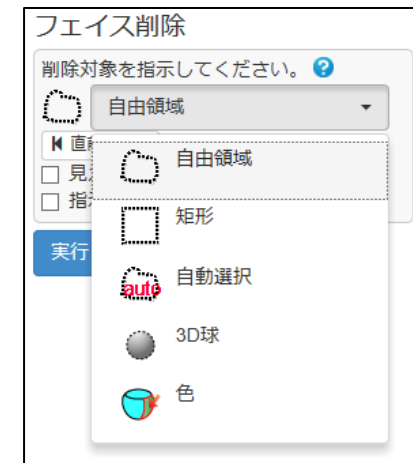 フェイス削除
削除対象を指示してください。
自由領域
直
自由領域
見
矩形
指
実行
auto
自動選択
3D球
色